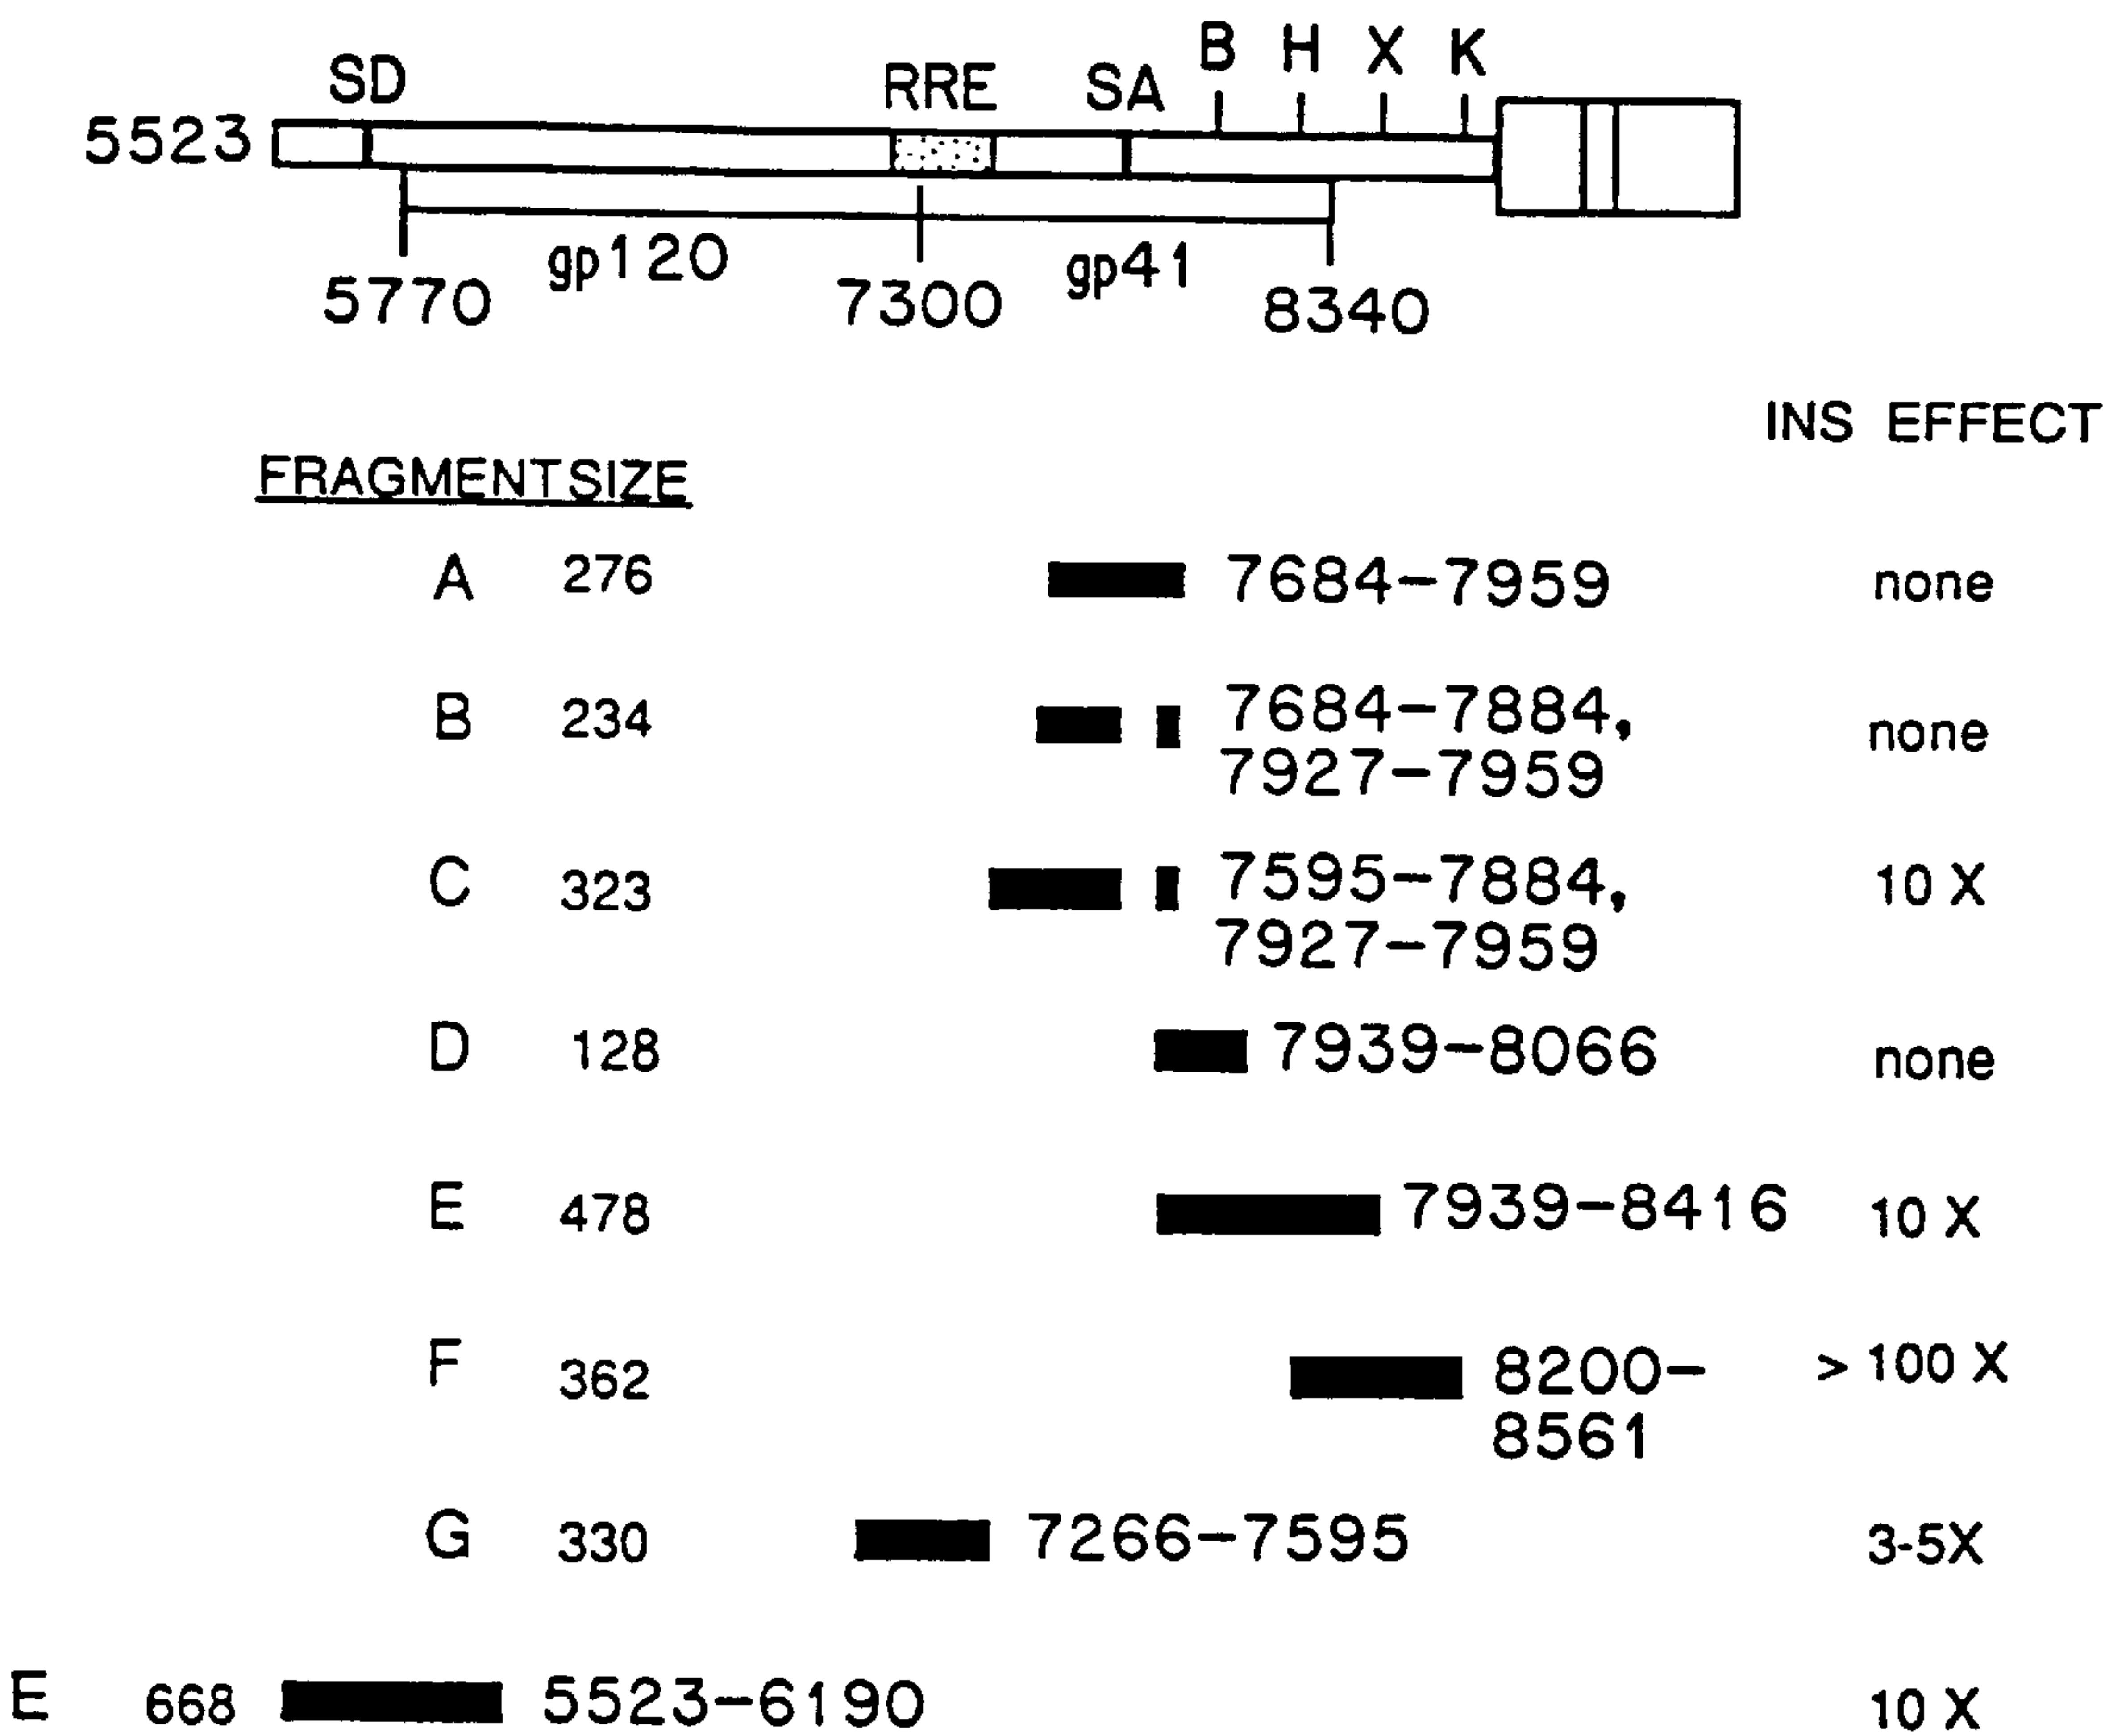 B H X K
SD RRE SA
5523
gp120 gp41
5770 7300 8340
INS EFFECT
FRAGMENT SIZE
A 276 7684-7959 none
B 234 7684-7884, none
7927-7959
C 323 7595-7884, 10 X
7927-7959
D 128 7939-8066 none
E 478 7939-8416 10 X
F 362 8200- > 100 X
8561
G 330 7266-7595 3-5X
E 668 5523-6190 10 X